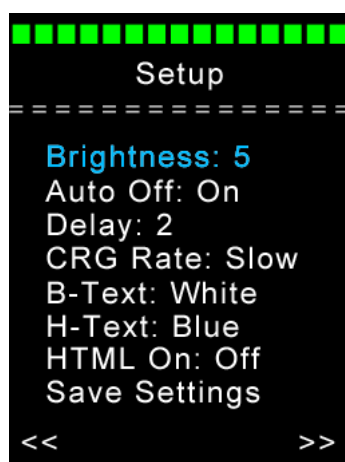 Setup
================
Brightness: 5
Auto Off: On
Delay: 2
CRG Rate: Slow
B-Text: White
H-Text: Blue
HTML On: Off
Save Settings
<< >>